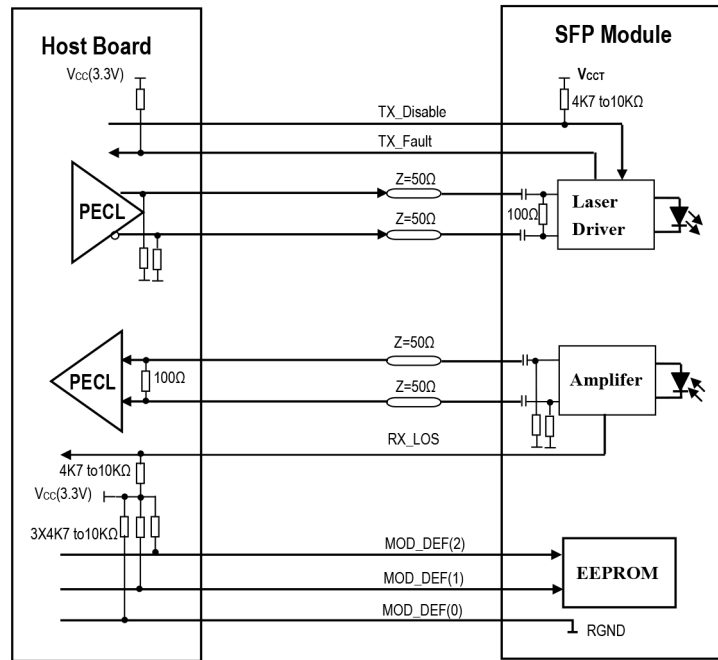 Host Board
SFP Module
VCC(3.3V)
VCCT
4K7 to10KΩ
TX_Disable
TX_Fault
Z=50Ω
PECL
100Ω
Laser
Driver
Z=50Ω
Z=50Ω
PECL
100Ω
Amplifer
Z=50Ω
RX_LOS
4K7 to10KΩ
VCC(3.3V)
3X4K7 to10KΩ
MOD_DEF(2)
EEPROM
MOD_DEF(1)
MOD_DEF(0)
RGND